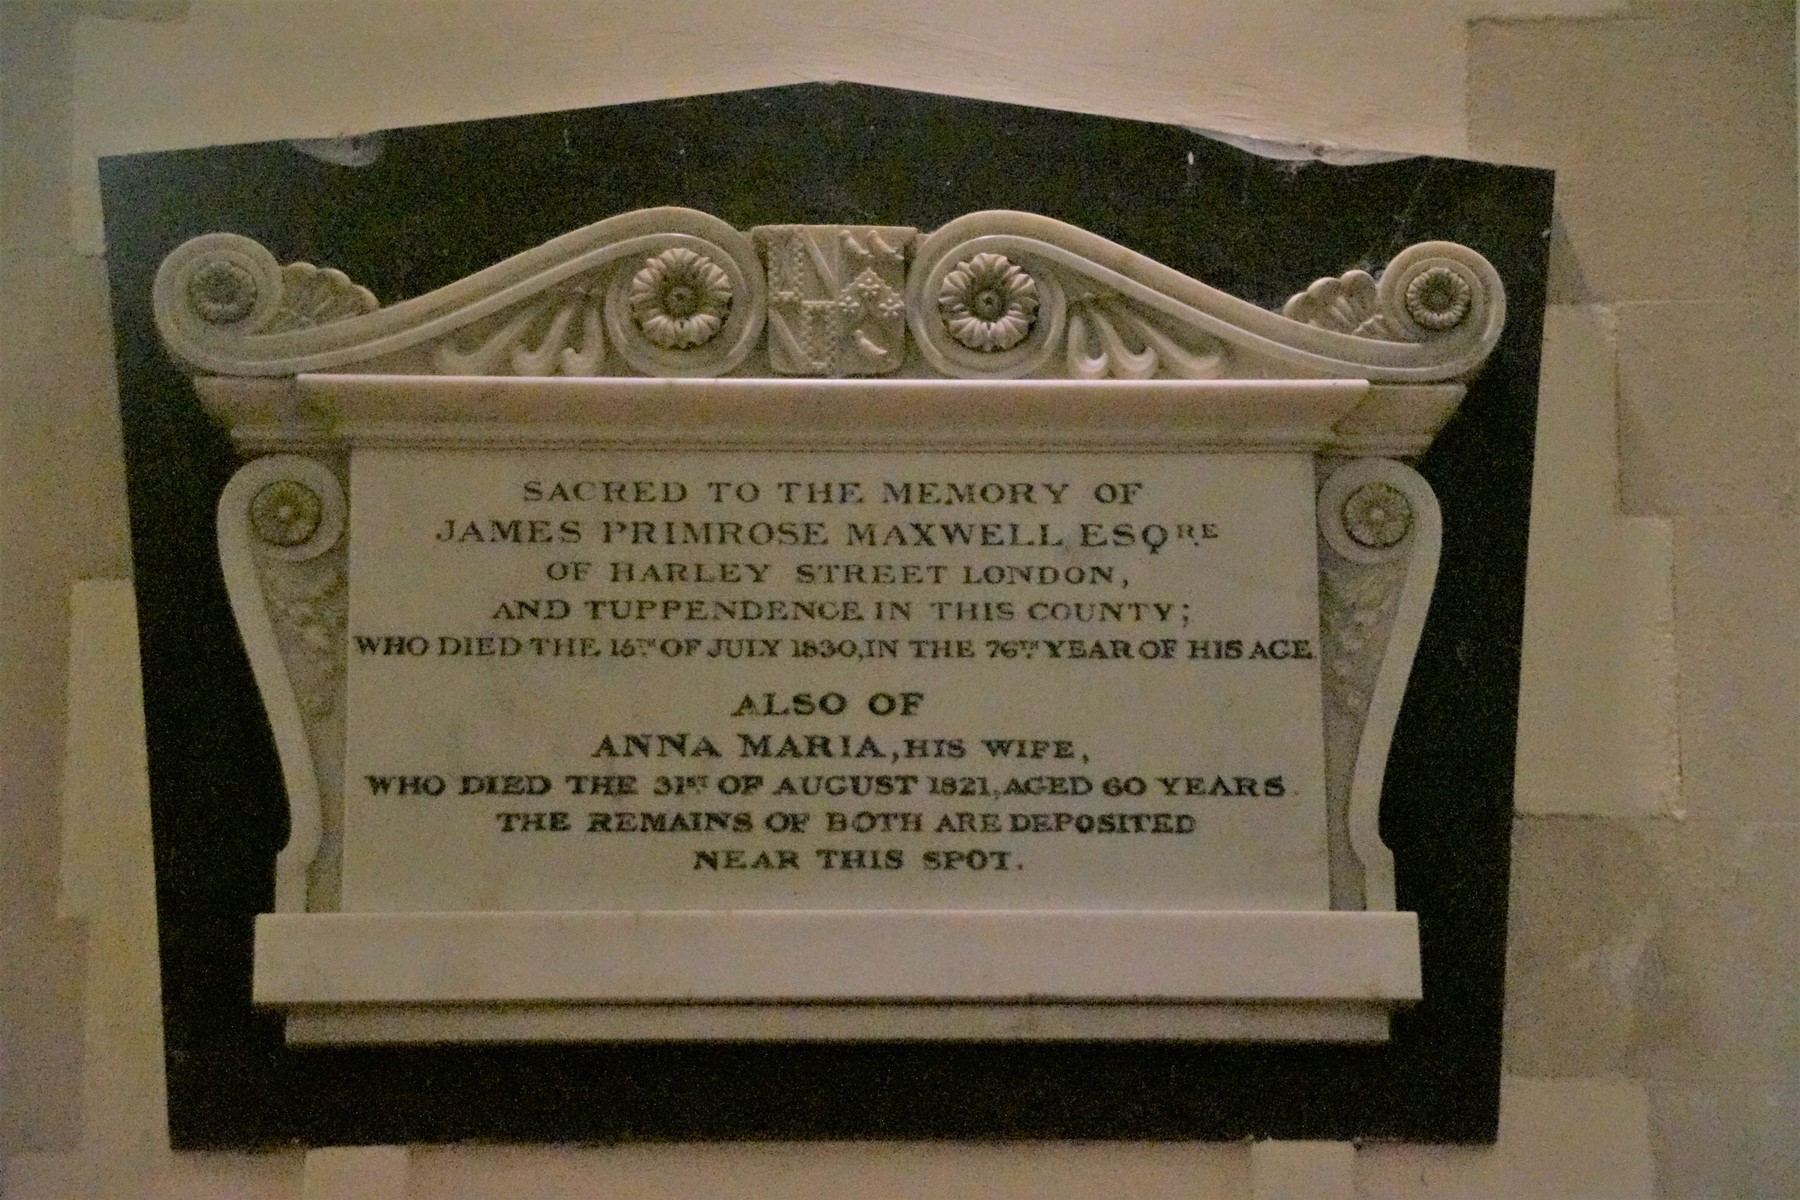 SACRED TO THE MEMORY OF
JAMES PRIMROSE MAXWELL ESQRE
OF HARLEY STREET LONDON,
AND TUPPENDENCE IN THIS COUNTY;
WHO DIED THE 15TH OF JULY 1830, IN THE 76TH YEAR OF HIS AGE
ALSO OF
ANNA MARIA, HIS WIFE,
WHO DIED THE 31ST OF AUGUST 1821, AGED 60 YEARS.
THE REMAINS OF BOTH ARE DEPOSITED
NEAR THIS SPOT.